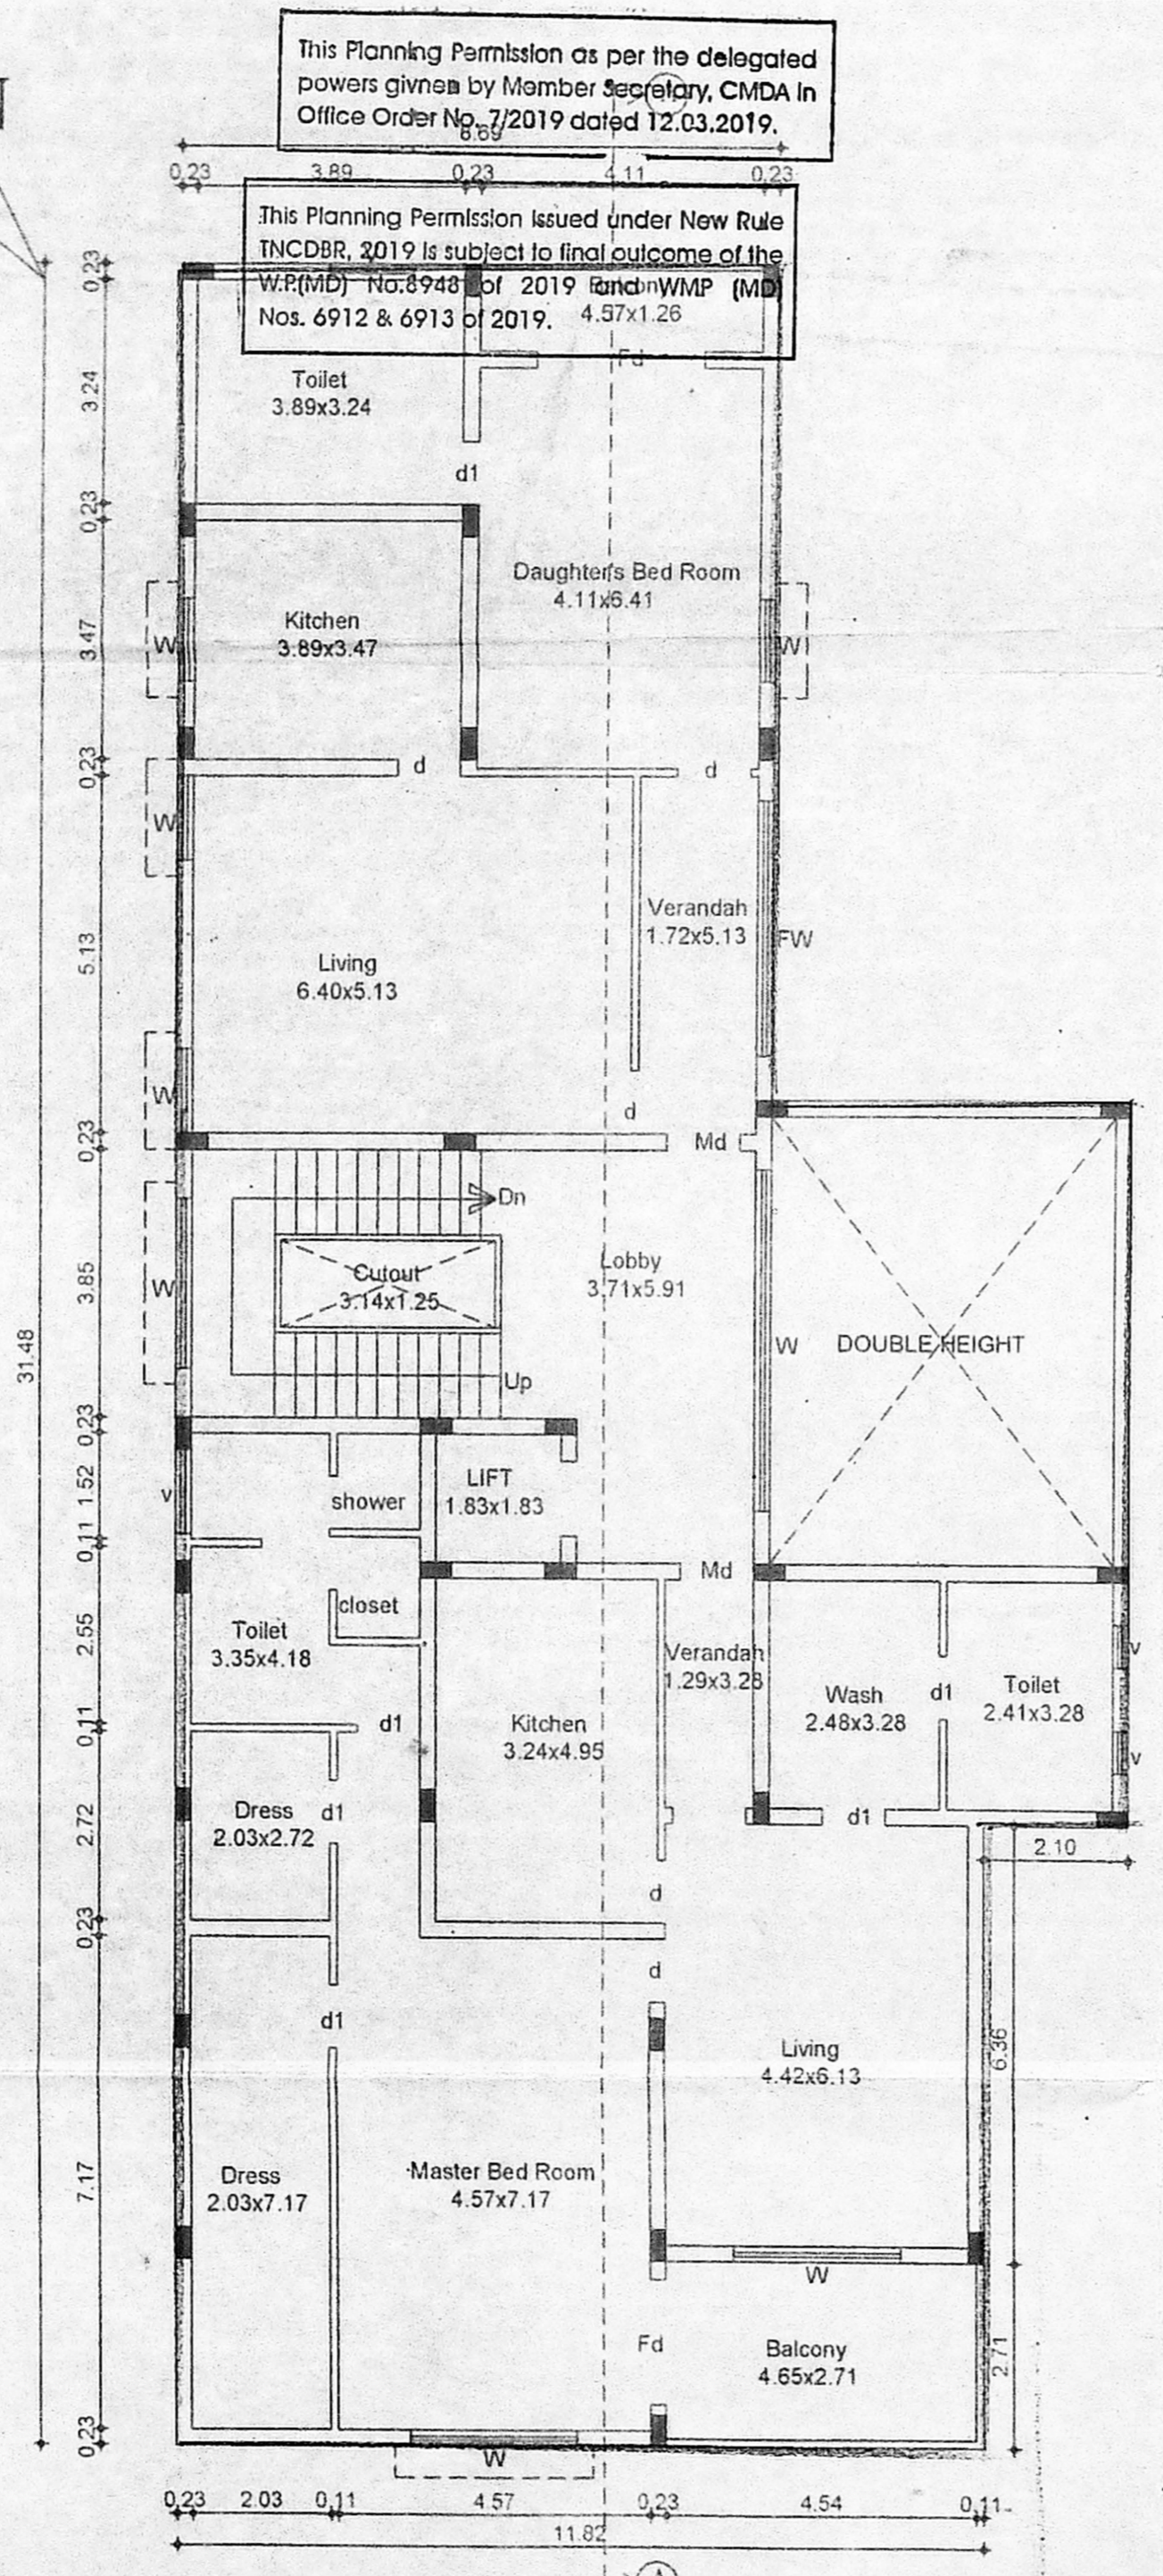 This Planning Permission as per the delegated
powers givnen by Member Secretary, CMDA in
Office Order No. 7/2019 dated 12.03.2019.
8.69
0.23 3.89 0.23 4.11 0.23
This Planning Permission issued under New Rule
TNCDBR, 2019 is subject to final outcome of the
W.P.(MD) No.8948 of 2019 and WMP (MD)
Nos. 6912 & 6913 of 2019.
Balcony
4.57x1.26
0.23
Fd
Toilet
3.89x3.24
3.24
d1
0.23
Daughter's Bed Room
4.11x6.41
Kitchen
3.89x3.47
3.47
W
W
0.23
d
d
W
Verandah
1.72x5.13
FW
5.13
Living
6.40x5.13
W
d
0.23
Md
Dn
Lobby
3.71x5.91
Cutout
3.14x1.25
3.85
W
W
DOUBLE HEIGHT
31.48
Up
0.23
LIFT
1.83x1.83
1.52
v
shower
0.11
Md
closet
Toilet
3.35x4.18
2.55
Verandah
1.29x3.28
v
Wash
2.48x3.28
d1
Toilet
2.41x3.28
0.11
d1
Kitchen
3.24x4.95
v
Dress
2.03x2.72
d1
2.72
d1
2.10
d
0.23
d
d1
Living
4.42x6.13
6.36
Master Bed Room
4.57x7.17
Dress
2.03x7.17
7.17
W
Fd
Balcony
4.65x2.71
2.71
0.23
W
0.23 2.03 0.11 4.57 0.23 4.54 0.11
11.82
A